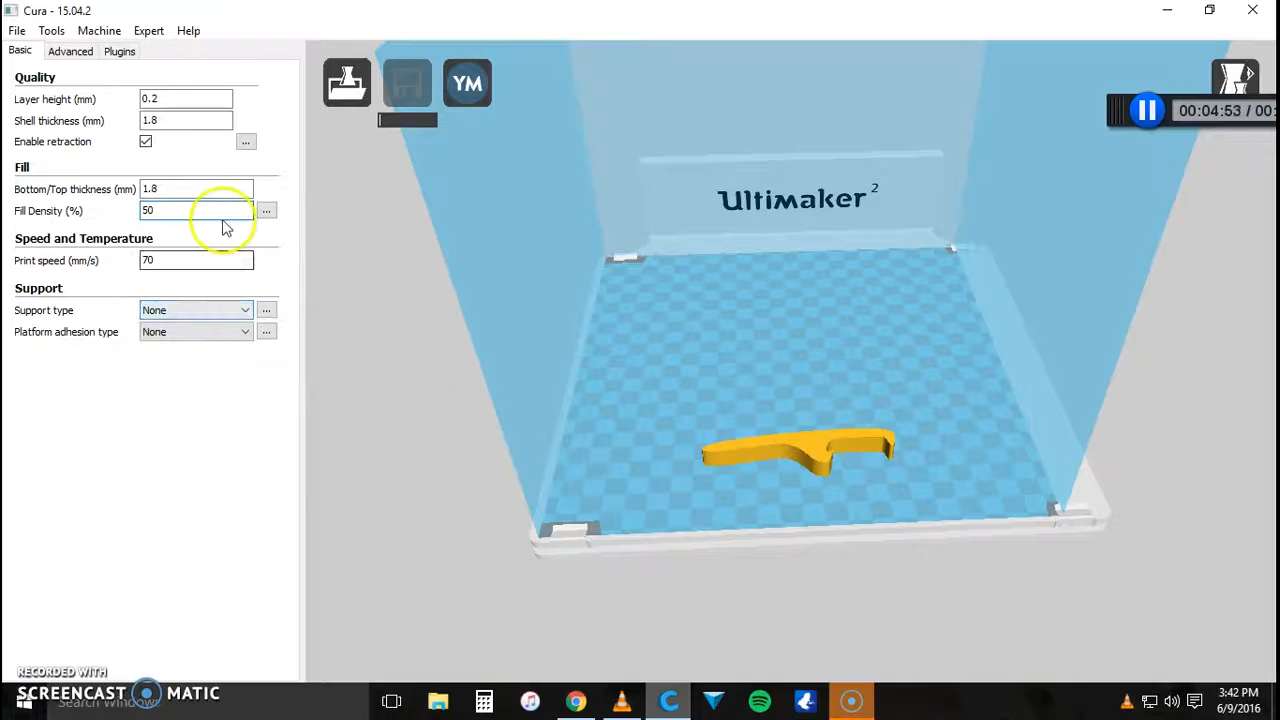 Cura - 15.04.2
File Tools Machine Expert Help
Basic Advanced Plugins
Quality
Layer height (mm) 0.2
Shell thickness (mm) 1.8
Enable retraction ...
Fill
Bottom/Top thickness (mm) 1.8
Fill Density (%) 50 ...
Speed and Temperature
Print speed (mm/s) 70
Support
Support type None ...
Platform adhesion type None ...
YM
00:04:53 / 00:
Ultimaker 2
RECORDED WITH
SCREENCAST MATIC
Search Windows
3:42 PM
6/9/2016